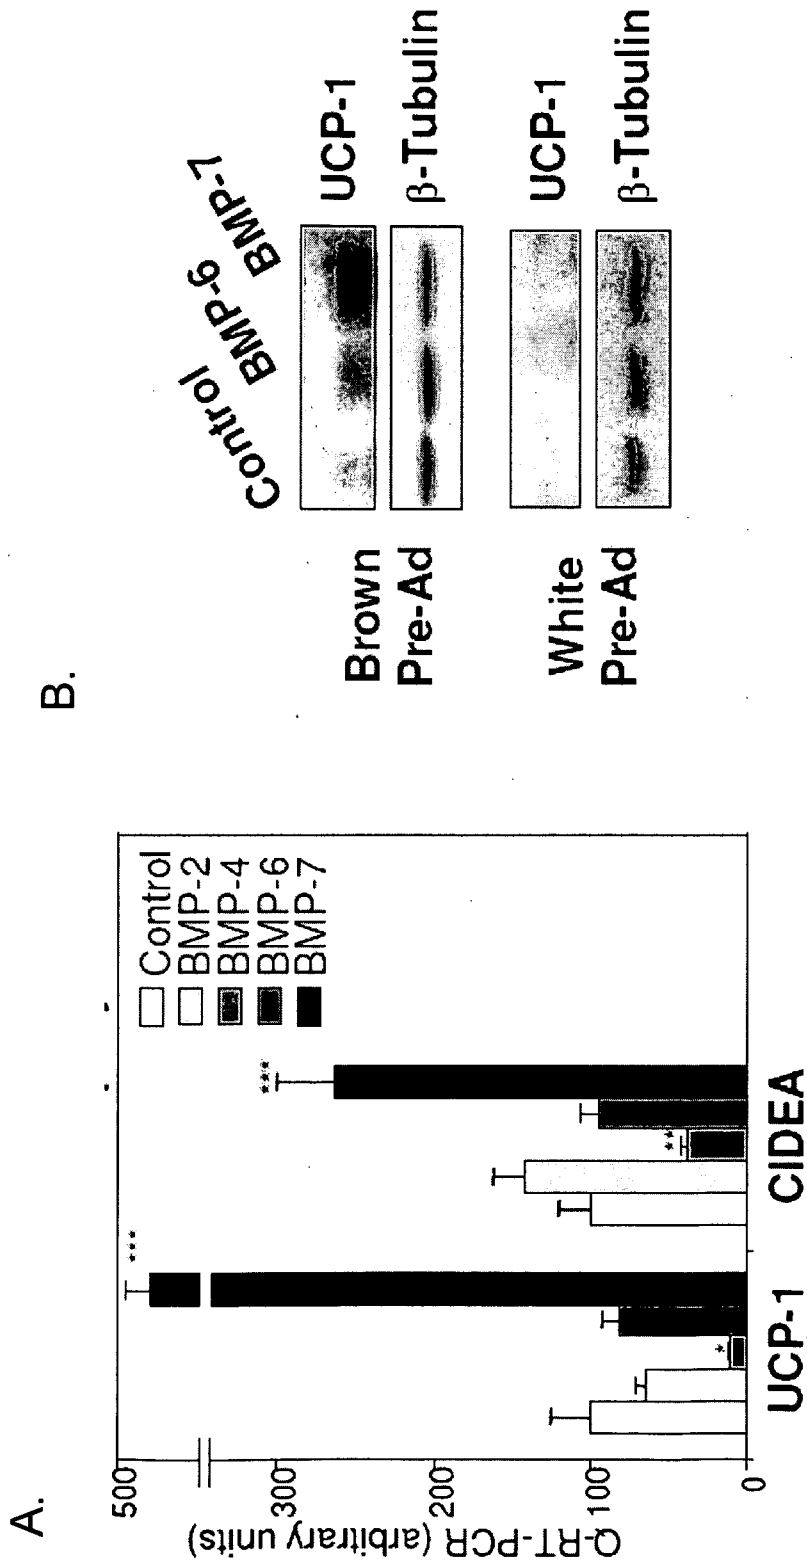 A.
500
300
200
100
0
Q-RT-PCR (arbitrary units)
Control
BMP-2
BMP-4
BMP-6
BMP-7
***
*
**
***
UCP-1
CIDEA
B.
Control
BMP-6
BMP-7
Brown
Pre-Ad
UCP-1
β-Tubulin
White
Pre-Ad
UCP-1
β-Tubulin